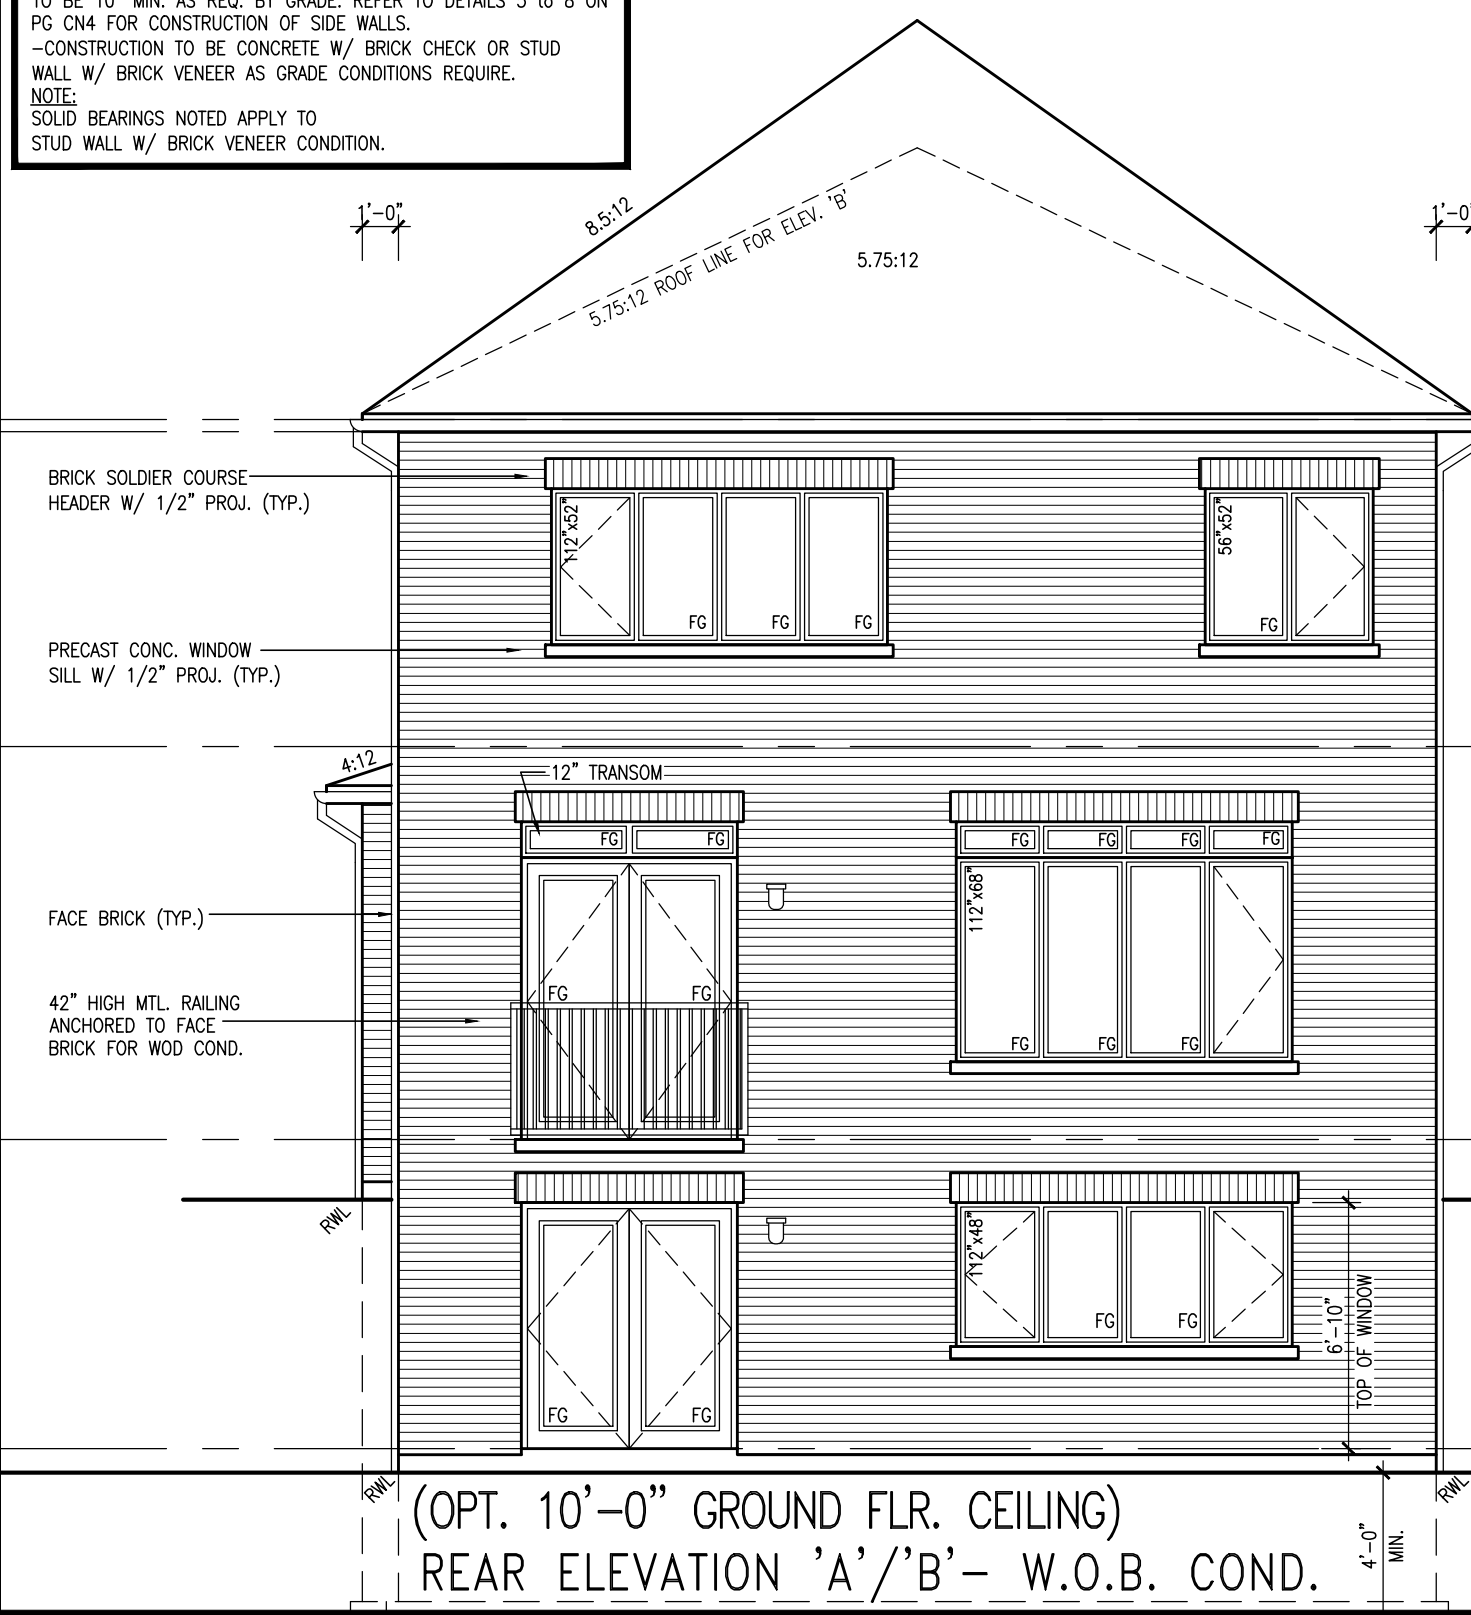 TO BE 10" MIN. AS REQ. BY GRADE. REFER TO DETAILS 5 to 8 ON
PG CN4 FOR CONSTRUCTION OF SIDE WALLS.
-CONSTRUCTION TO BE CONCRETE W/ BRICK CHECK OR STUD
WALL W/ BRICK VENEER AS GRADE CONDITIONS REQUIRE.
NOTE:
SOLID BEARINGS NOTED APPLY TO
STUD WALL W/ BRICK VENEER CONDITION.
1'-0"
8.5:12
5.75:12 ROOF LINE FOR ELEV. 'B'
5.75:12
1'-0"
BRICK SOLDIER COURSE
HEADER W/ 1/2" PROJ. (TYP.)
112"x52"
FG
FG
FG
56"x52"
FG
PRECAST CONC. WINDOW
SILL W/ 1/2" PROJ. (TYP.)
4:12
12" TRANSOM
FG
FG
FG
FG
FG
FG
112"x68"
FACE BRICK (TYP.)
FG
FG
42" HIGH MTL. RAILING
ANCHORED TO FACE
BRICK FOR WOD COND.
FG
FG
FG
RWL
112"x48"
FG
FG
6'-10"
TOP OF WINDOW
FG
FG
RWL
RWL
(OPT. 10'-0" GROUND FLR. CEILING)
REAR ELEVATION 'A'/'B'- W.O.B. COND.
4'-0"
MIN.